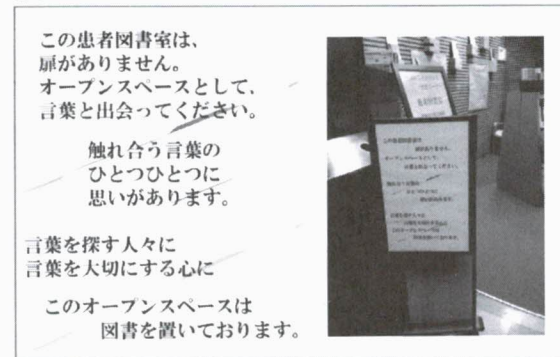 この患者図書室は、
扉がありません。
オープンスペースとして、
言葉と出会ってください。
触れ合う言葉の
ひとつひとつに
思いがあります。
言葉を探す人々に
言葉を大切にする心に
このオープンスペースは
図書を置いております。